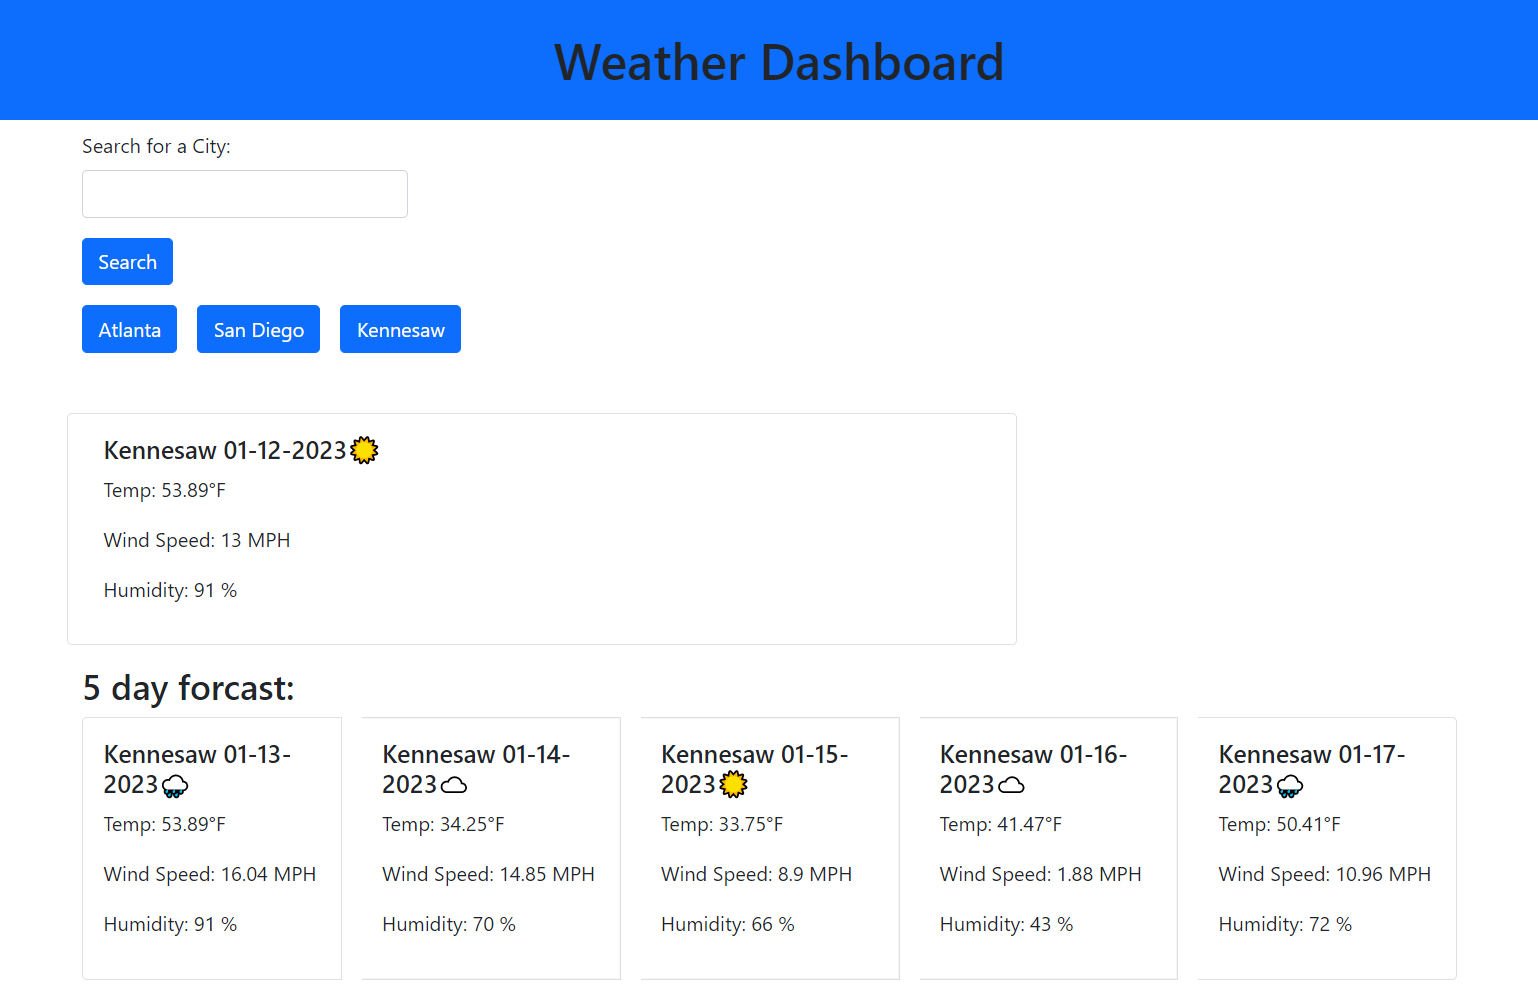 Weather Dashboard
Search for a City:
Search
Atlanta San Diego Kennesaw
Kennesaw 01-12-2023
Temp: 53.89°F
Wind Speed: 13 MPH
Humidity: 91 %
5 day forcast:
Kennesaw 01-13-
2023
Temp: 53.89°F
Wind Speed: 16.04 MPH
Humidity: 91 %
Kennesaw 01-14-
2023
Temp: 34.25°F
Wind Speed: 14.85 MPH
Humidity: 70 %
Kennesaw 01-15-
2023
Temp: 33.75°F
Wind Speed: 8.9 MPH
Humidity: 66 %
Kennesaw 01-16-
2023
Temp: 41.47°F
Wind Speed: 1.88 MPH
Humidity: 43 %
Kennesaw 01-17-
2023
Temp: 50.41°F
Wind Speed: 10.96 MPH
Humidity: 72 %